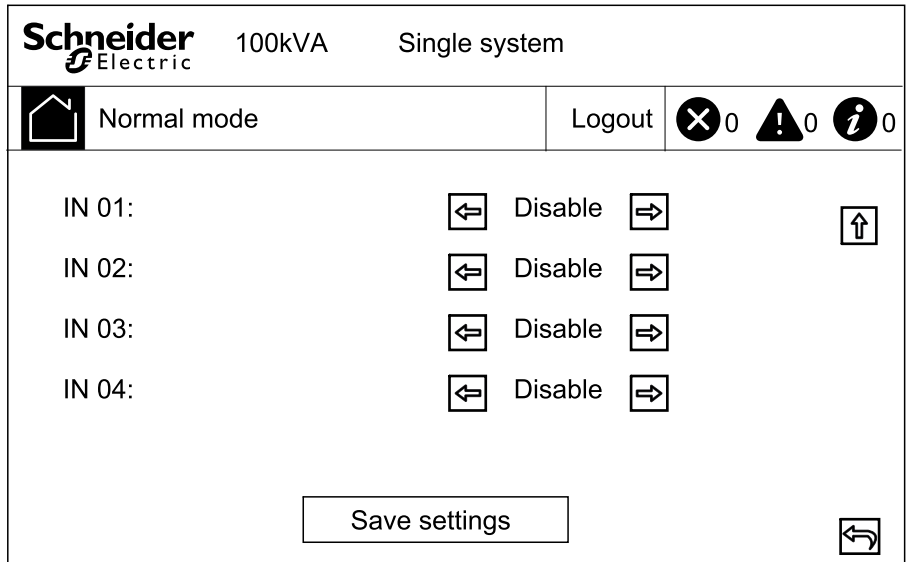 Schneider Electric 100kVA Single system
Normal mode Logout 0 0 0
IN 01: Disable
IN 02: Disable
IN 03: Disable
IN 04: Disable
Save settings